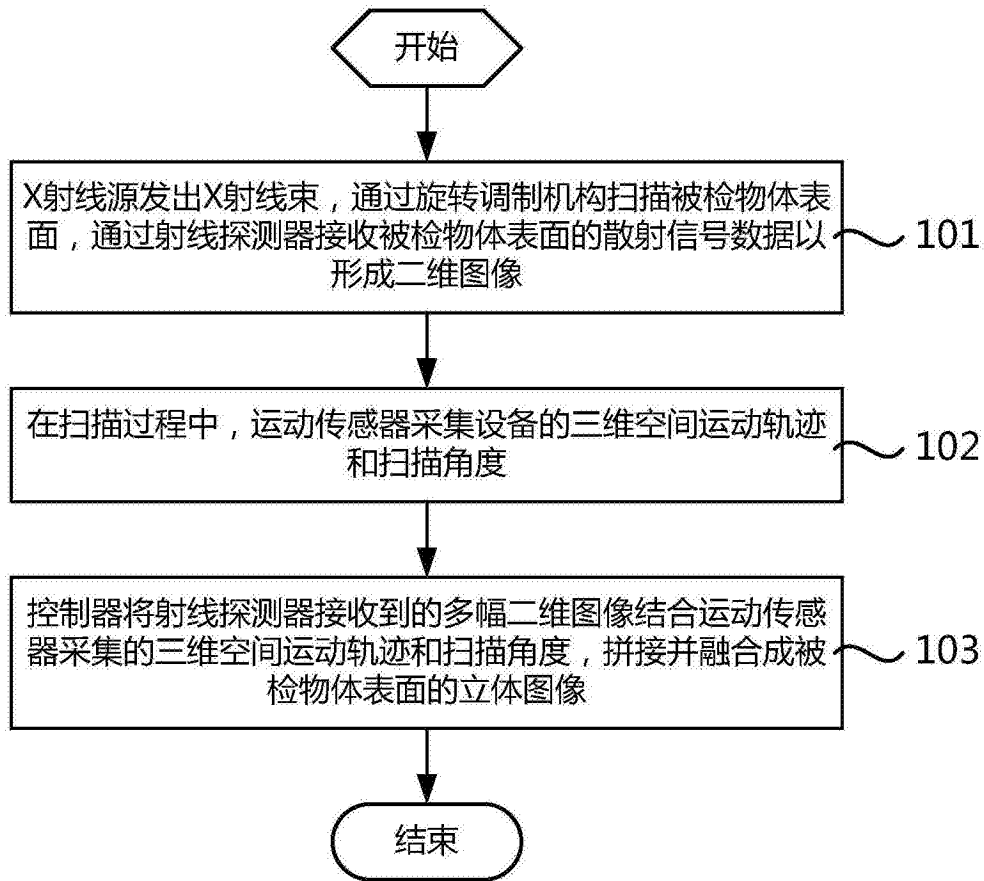 开始
X射线源发出X射线束，通过旋转调制机构扫描被检物体表
面，通过射线探测器接收被检物体表面的散射信号数据以
形成二维图像
101
在扫描过程中，运动传感器采集设备的三维空间运动轨迹
和扫描角度
102
控制器将射线探测器接收到的多幅二维图像结合运动传感
器采集的三维空间运动轨迹和扫描角度，拼接并融合成被
检物体表面的立体图像
103
结束